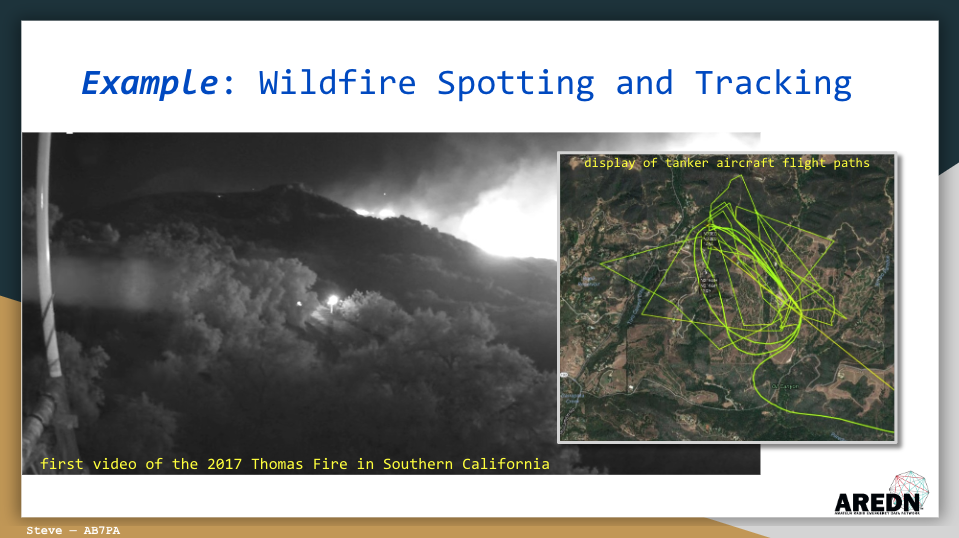 Example: Wildfire Spotting and Tracking
display of tanker aircraft flight paths
first video of the 2017 Thomas Fire in Southern California
AREDN
AMATEUR RADIO EMERGENCY DATA NETWORK
Steve — AB7PA